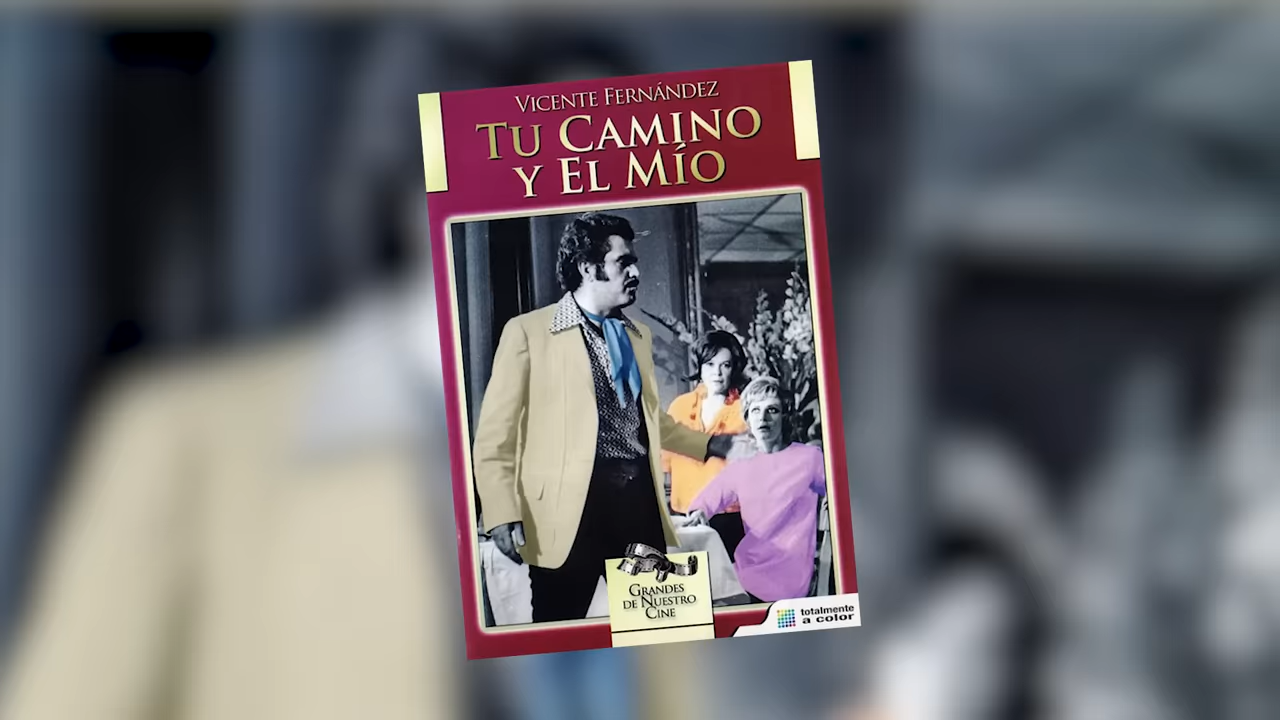 VICENTE FERNÁNDEZ
TU CAMINO
Y EL MÍO
GRANDES
DE NUESTRO
CINE
totalmente
a color